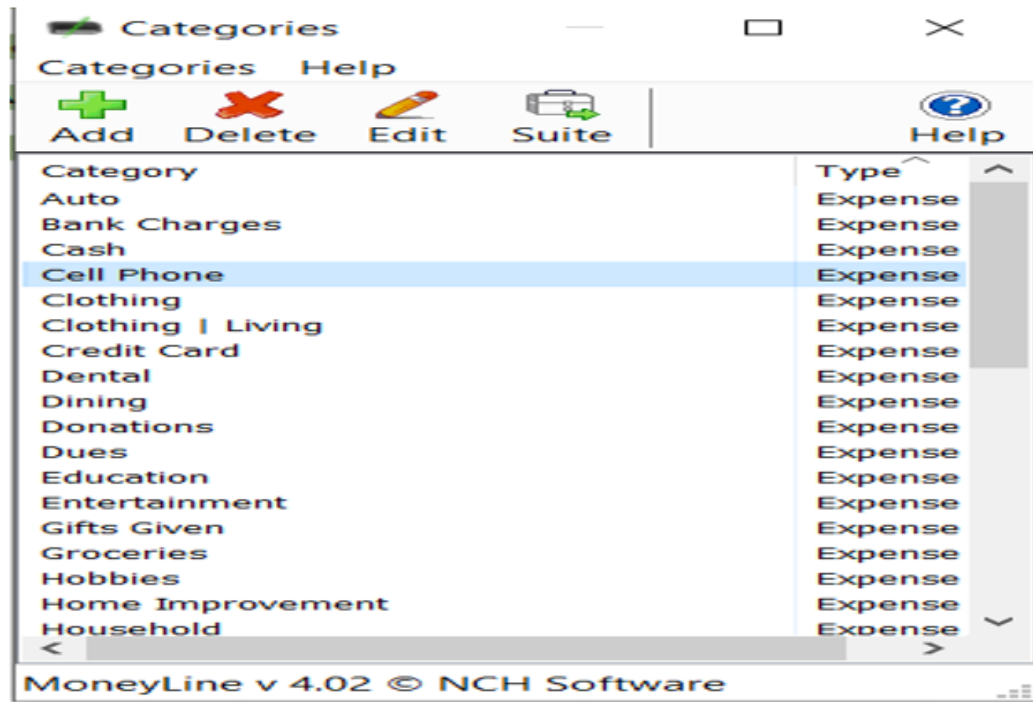 Categories
Categories Help
Add Delete Edit Suite Help
Category Type
Auto Expense
Bank Charges Expense
Cash Expense
Cell Phone Expense
Clothing Expense
Clothing | Living Expense
Credit Card Expense
Dental Expense
Dining Expense
Donations Expense
Dues Expense
Education Expense
Entertainment Expense
Gifts Given Expense
Groceries Expense
Hobbies Expense
Home Improvement Expense
Household Expense
MoneyLine v 4.02 © NCH Software